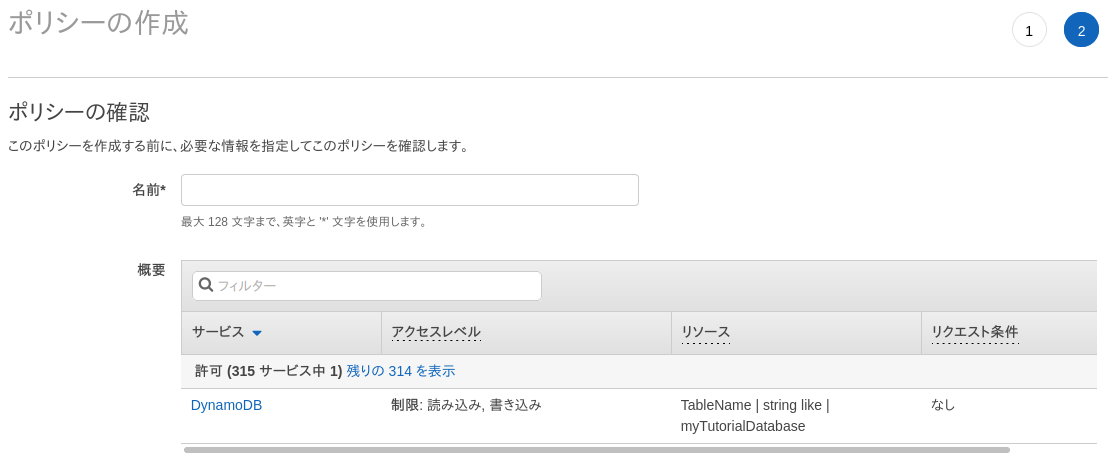 ポリシーの作成
1
2
ポリシーの確認
このポリシーを作成する前に、必要な情報を指定してこのポリシーを確認します。
名前*
最大 128 文字まで、英字と '*' 文字を使用します。
概要
フィルター
サービス アクセスレベル リソース リクエスト条件
許可 (315 サービス中 1) 残りの 314 を表示
DynamoDB 制限: 読み込み, 書き込み TableName | string like | なし
myTutorialDatabase